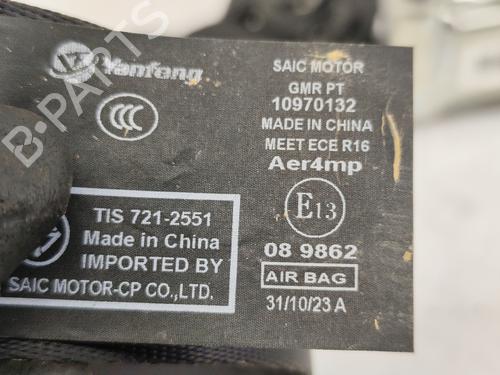 B-PARTS
Yanfang
CCC
TIS 721-2551
Made in China
IMPORTED BY
SAIC MOTOR-CP CO.,LTD.
SAIC MOTOR
GMR PT
10970132
MADE IN CHINA
MEET ECE R16
Aer4mp
E13
08 9862
AIR BAG
31/10/23 A